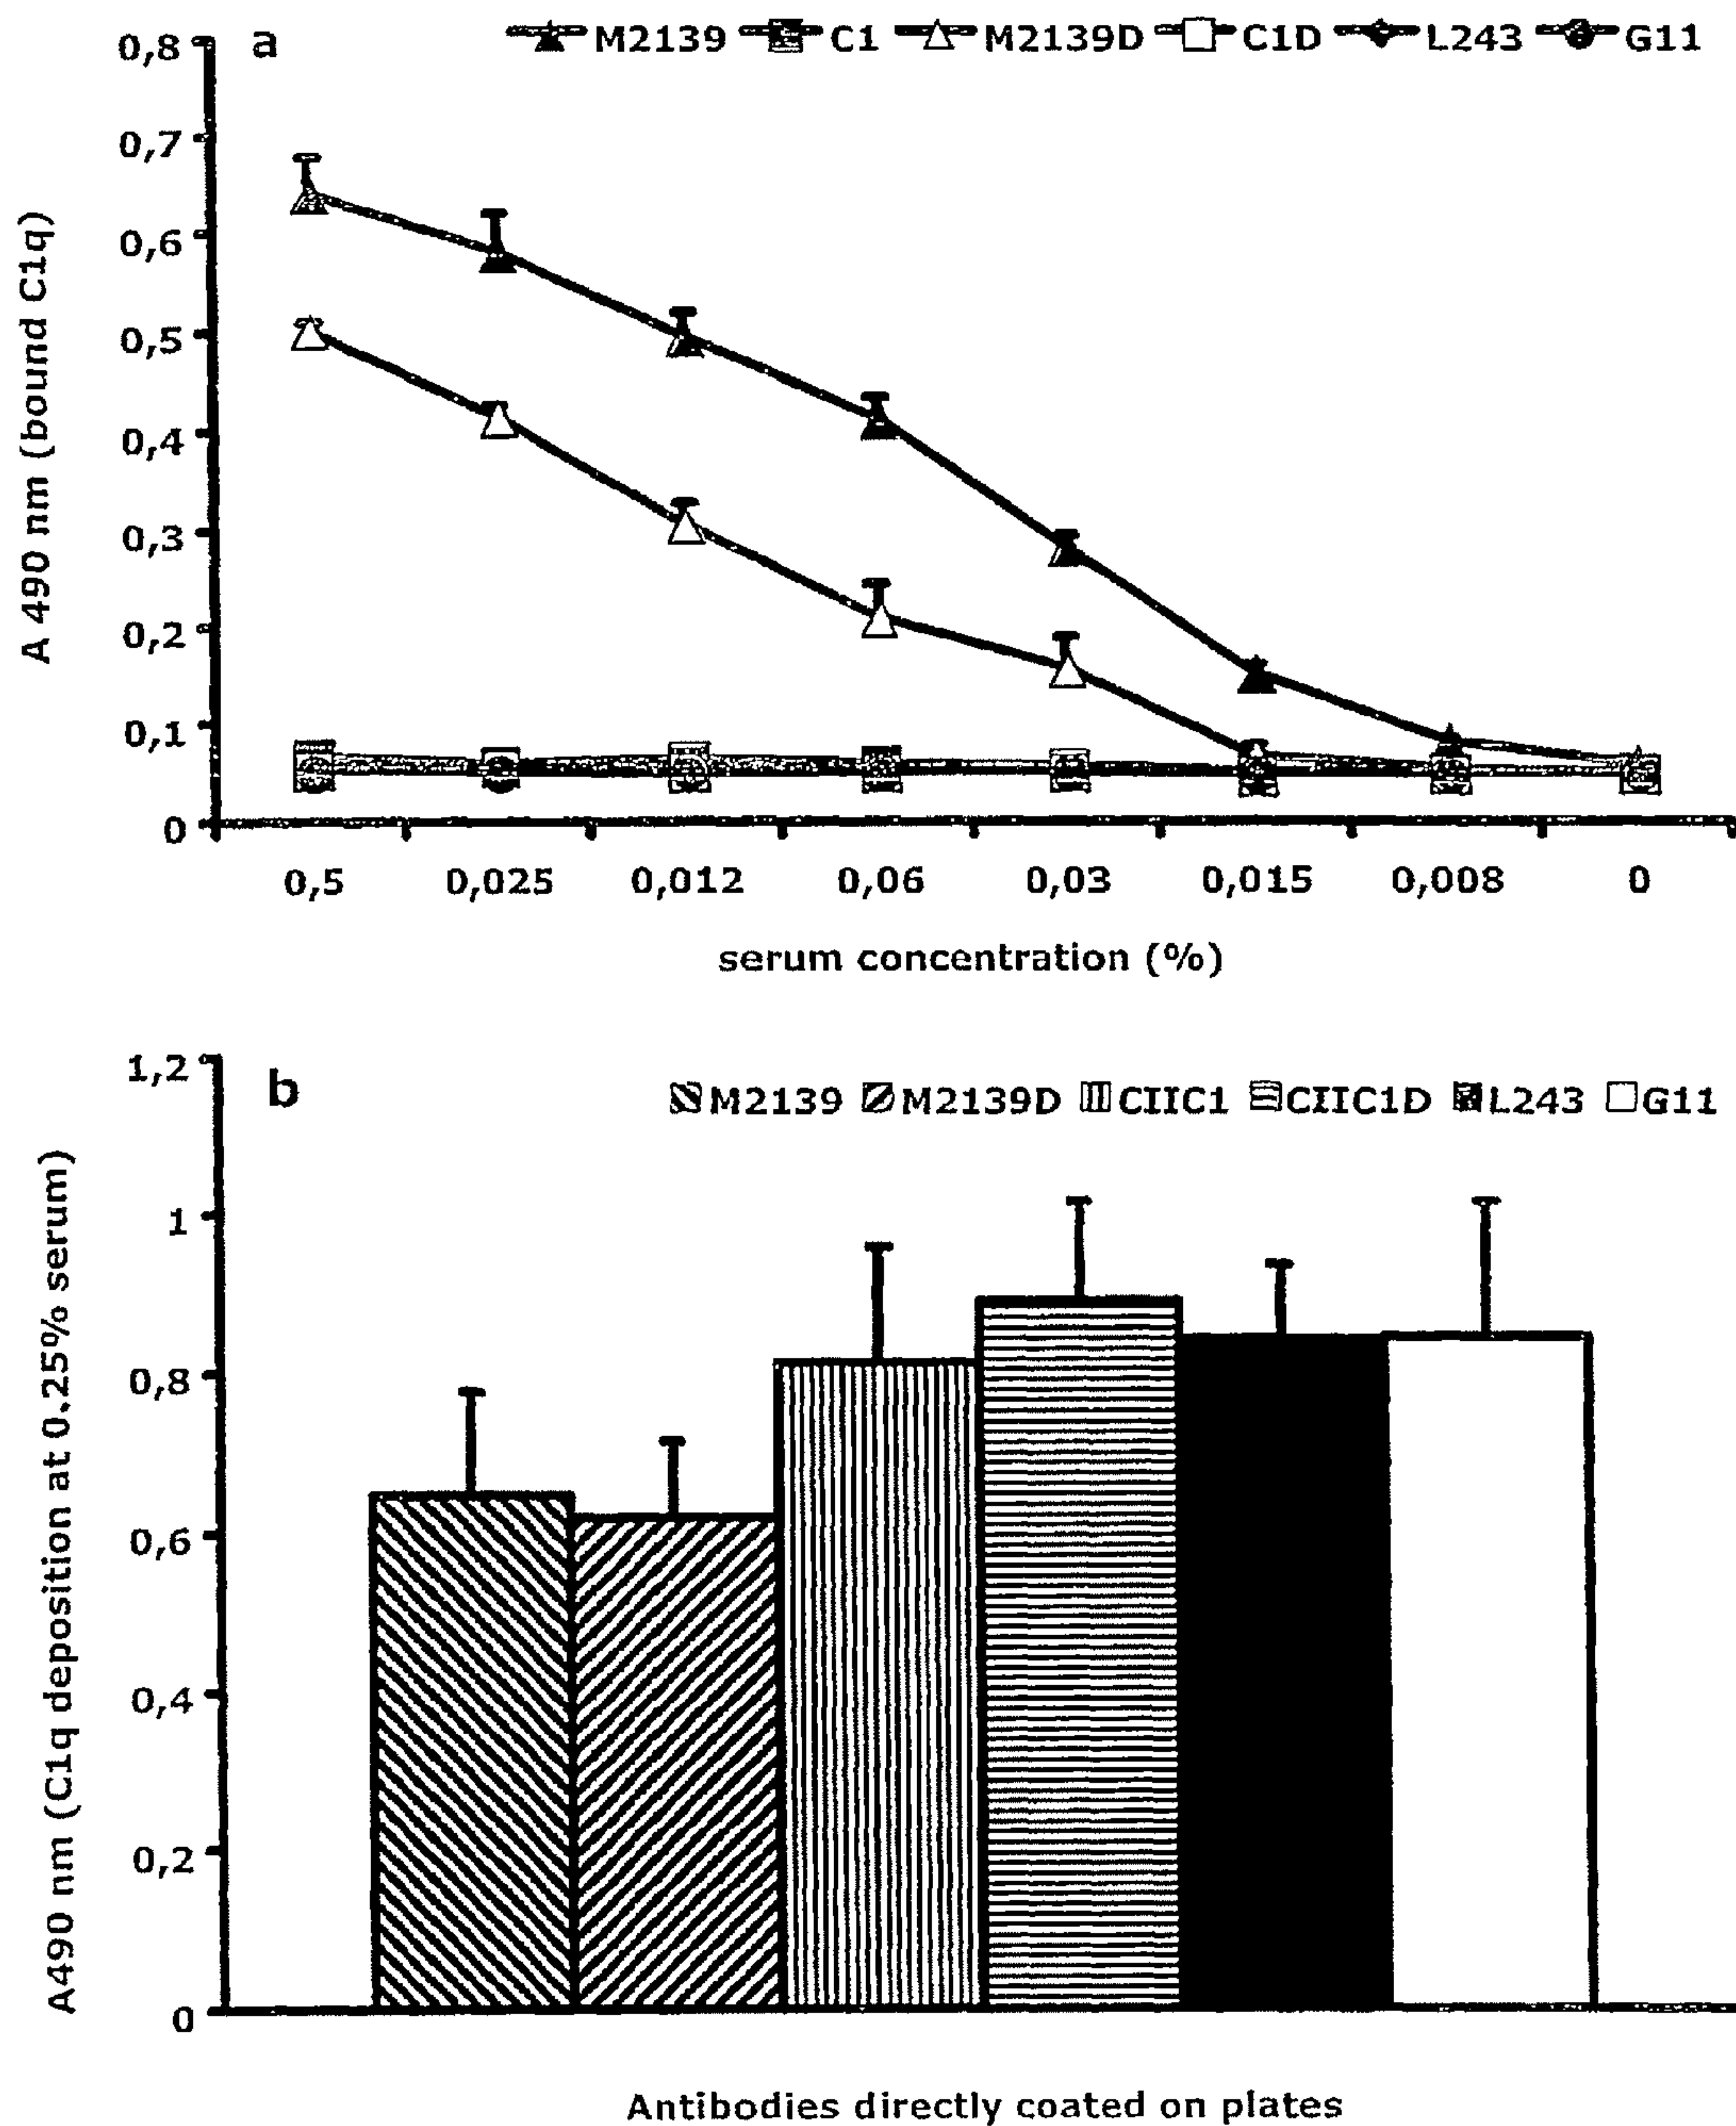 a
M2139 C1 M2139D C1D L243 G11
0,8
0,7
0,6
0,5
0,4
0,3
0,2
0,1
0
A 490 nm (bound C1q)
0,5 0,025 0,012 0,06 0,03 0,015 0,008 0
serum concentration (%)
b
M2139 M2139D CIIC1 CIIC1D L243 G11
1,2
1
0,8
0,6
0,4
0,2
0
A490 nm (C1q deposition at 0.25% serum)
Antibodies directly coated on plates